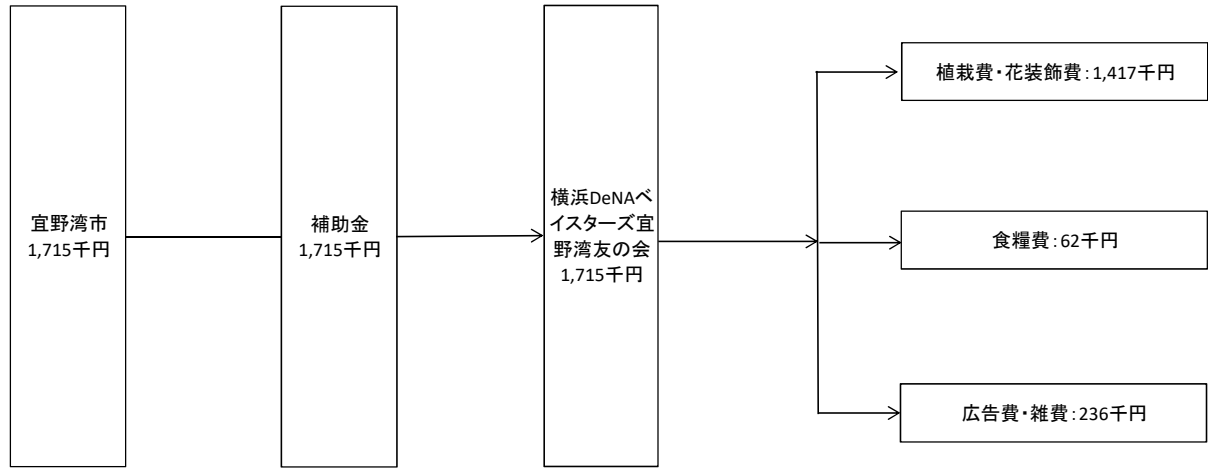 宜野湾市
1,715千円
補助金
1,715千円
横浜DeNAベ
イスターズ宜
野湾友の会
1,715千円
植栽費・花装飾費：1,417千円
食糧費：62千円
広告費・雑費：236千円